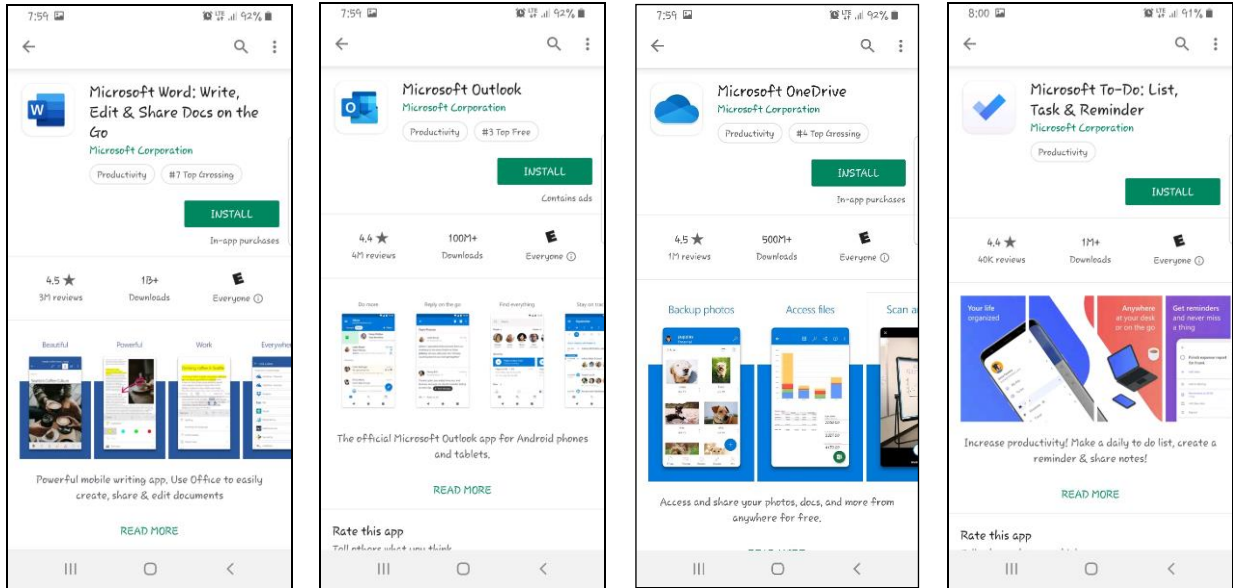 7:59 92%
Microsoft Word: Write,
Edit & Share Docs on the
Go
Microsoft Corporation
Productivity #7 Top Grossing
INSTALL
In-app purchases
4.5 ★ 1B+ E
3M reviews Downloads Everyone
Beautiful Powerful Work Everywhere
Powerful mobile writing app, Use Office to easily
create, share & edit documents
READ MORE
7:59 92%
Microsoft Outlook
Microsoft Corporation
Productivity #3 Top Free
INSTALL
Contains ads
4.4 ★ 100M+ E
4M reviews Downloads Everyone
Do more Reply on the go Find everything Stay on trac
The official Microsoft Outlook app for Android phones
and tablets.
READ MORE
Rate this app
Tell others what you think
7:59 92%
Microsoft OneDrive
Microsoft Corporation
Productivity #4 Top Grossing
INSTALL
In-app purchases
4.5 ★ 500M+ E
1M reviews Downloads Everyone
Backup photos Access files Scan a
Access and share your photos, docs, and more from
anywhere for free.
READ MORE
8:00 91%
Microsoft To-Do: List,
Task & Reminder
Microsoft Corporation
Productivity
INSTALL
4.4 ★ 1M+ E
40K reviews Downloads Everyone
Your life
organized
Anywhere
at your desk
or on the go
Get reminders
and never miss
a thing
Increase productivity! Make a daily to do list, create a
reminder & share notes!
READ MORE
Rate this app